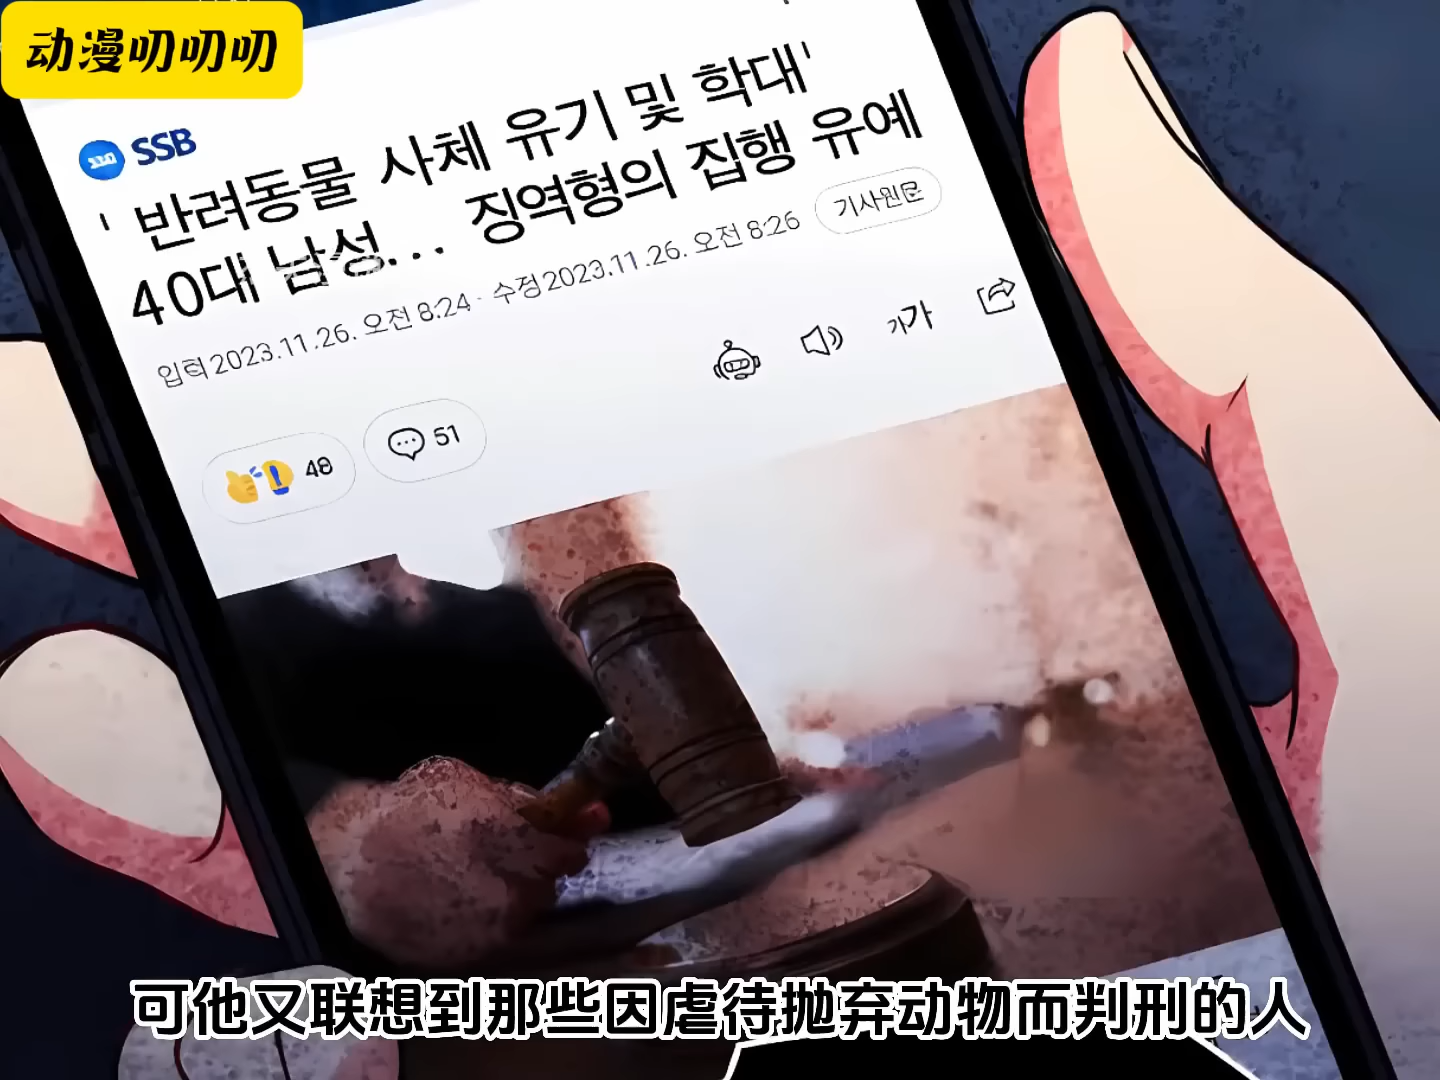 动漫叨叨叨
SSB
'반려동물 사체 유기 및 학대'
40대 남성... 징역형의 집행 유예
입력 2023.11.26. 오전 8:24 · 수정 2023.11.26. 오전 8:26
기사원문
가가
48
51
可他又联想到那些因虐待抛弃动物而判刑的人